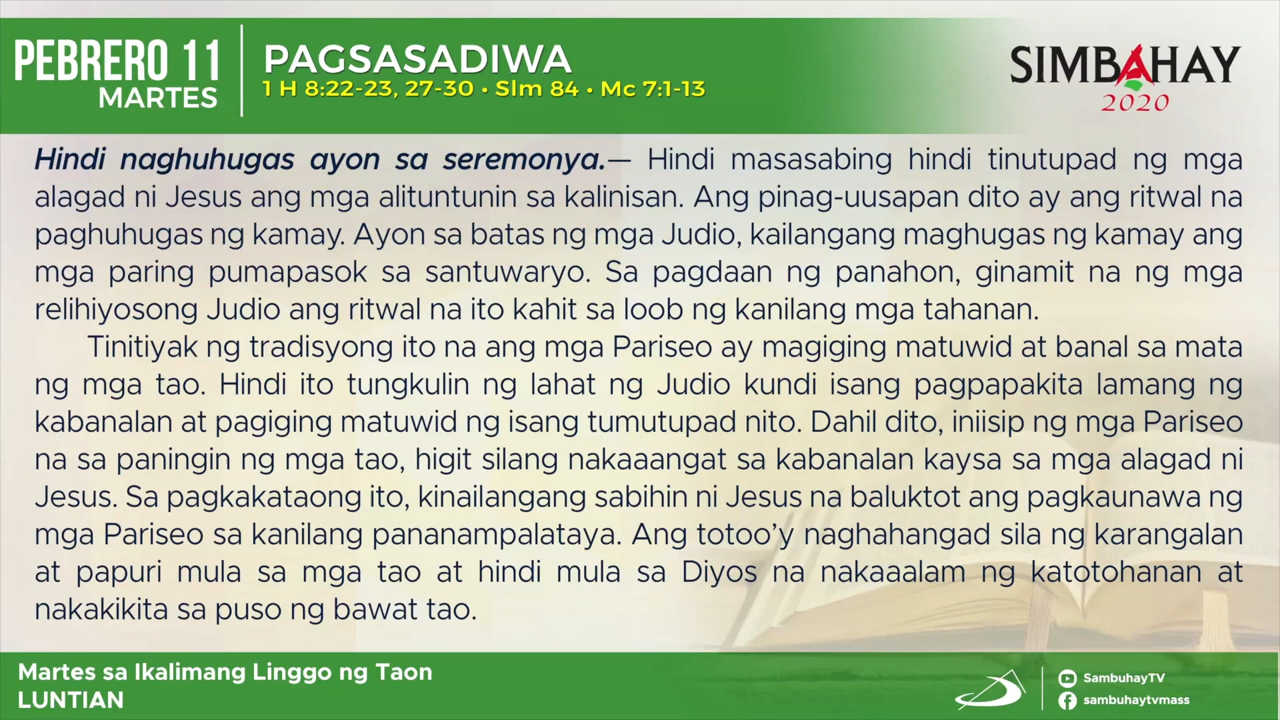 PEBRERO 11
MARTES
PAGSASADIWA
1 H 8:22-23, 27-30 • Slm 84 • Mc 7:1-13
SIMBAHAY
2020
Hindi naghuhugas ayon sa seremonya.— Hindi masasabing hindi tinutupad ng mga
alagad ni Jesus ang mga alituntunin sa kalinisan. Ang pinag-uusapan dito ay ang ritwal na
paghuhugas ng kamay. Ayon sa batas ng mga Judio, kailangang maghugas ng kamay ang
mga paring pumapasok sa santuwaryo. Sa pagdaan ng panahon, ginamit na ng mga
relihiyosong Judio ang ritwal na ito kahit sa loob ng kanilang mga tahanan.
Tinitiyak ng tradisyong ito na ang mga Pariseo ay magiging matuwid at banal sa mata
ng mga tao. Hindi ito tungkulin ng lahat ng Judio kundi isang pagpapakita lamang ng
kabanalan at pagiging matuwid ng isang tumutupad nito. Dahil dito, iniisip ng mga Pariseo
na sa paningin ng mga tao, higit silang nakaaangat sa kabanalan kaysa sa mga alagad ni
Jesus. Sa pagkakataong ito, kinailangang sabihin ni Jesus na baluktot ang pagkaunawa ng
mga Pariseo sa kanilang pananampalataya. Ang totoo’y naghahangad sila ng karangalan
at papuri mula sa mga tao at hindi mula sa Diyos na nakaaalam ng katotohanan at
nakakikita sa puso ng bawat tao.
Martes sa Ikalimang Linggo ng Taon
LUNTIAN
SambuhayTV
sambuhaytvmass